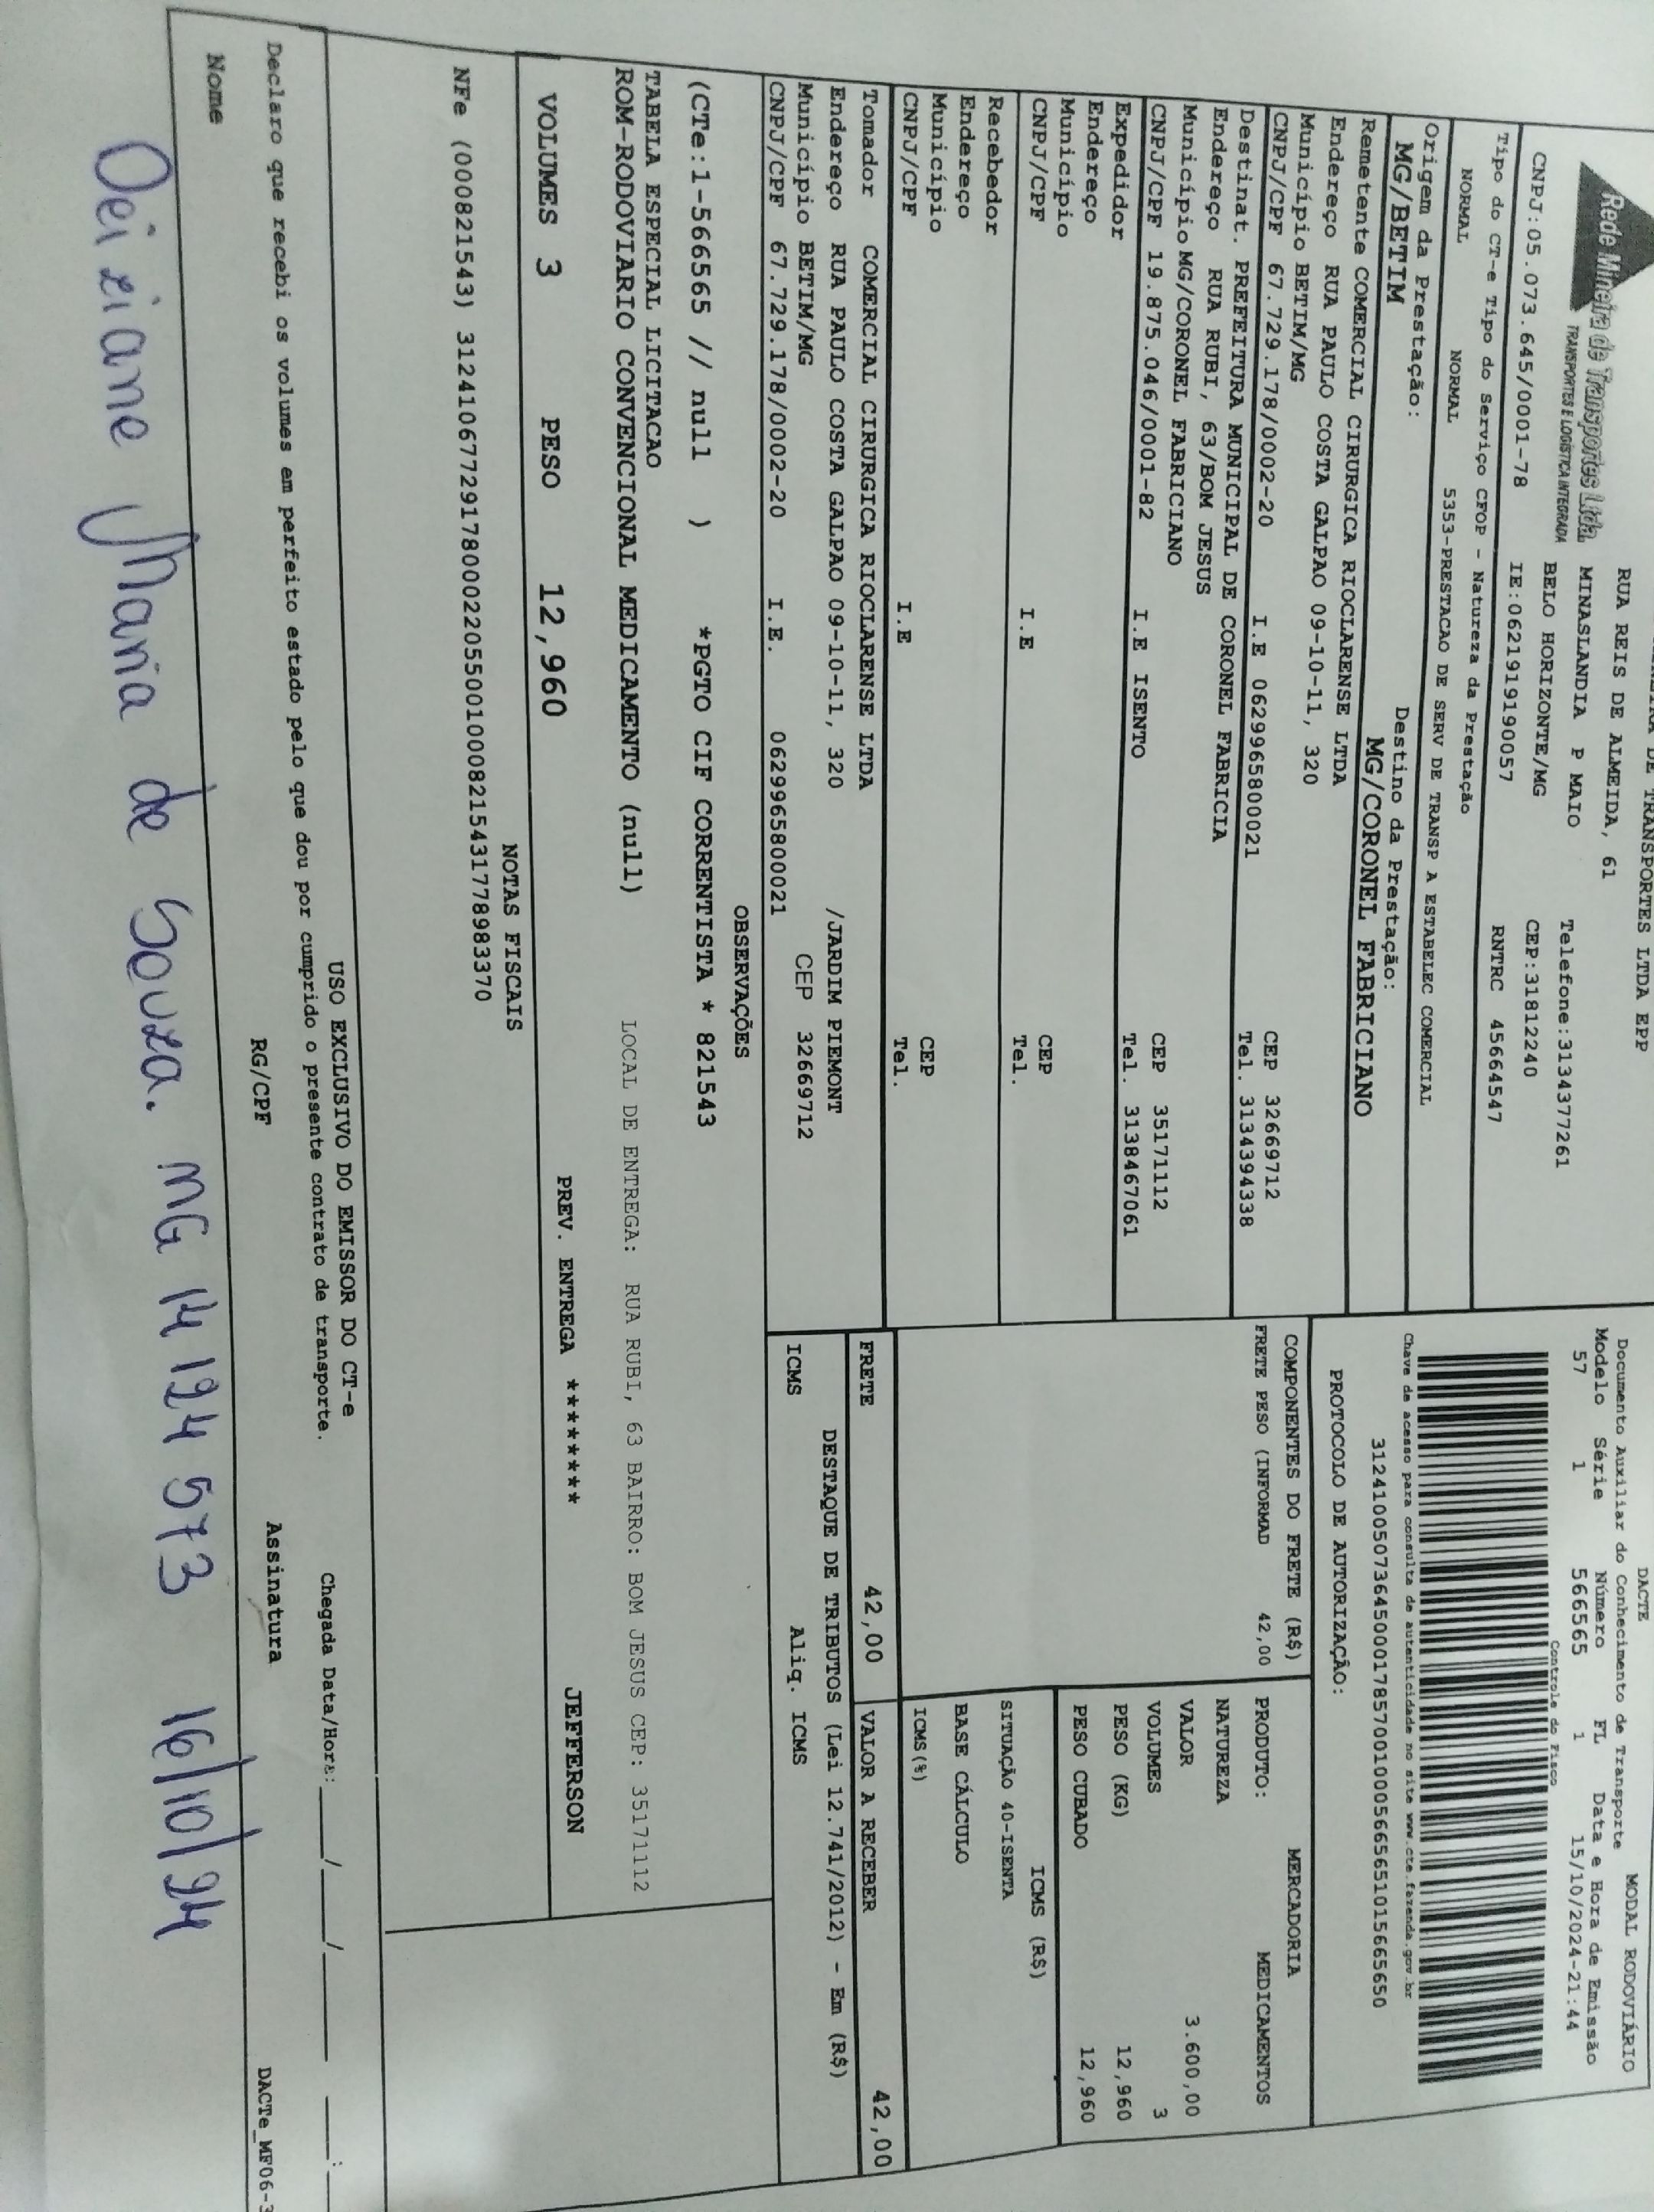 DE TRANSPORTES LTDA EPP
Rede Mineira de Transportes Ltda.
TRANSPORTES E LOGÍSTICA INTEGRADA
RUA REIS DE ALMEIDA, 61
MINASLANDIA P MAIO Telefone:3134377261
BELO HORIZONTE/MG CEP:31812240
CNPJ:05.073.645/0001-78 IE:0621919190057 RNTRC 45664547
Tipo do CT-e Tipo do Serviço CFOP - Natureza da Prestação
NORMAL NORMAL 5353-PRESTACAO DE SERV DE TRANSP A ESTABELEC COMERCIAL
Origem da Prestação: Destino da Prestação:
MG/BETIM MG/CORONEL FABRICIANO
Remetente COMERCIAL CIRURGICA RIOCLARENSE LTDA
Endereço RUA PAULO COSTA GALPAO 09-10-11, 320
Município BETIM/MG CEP 32669712
CNPJ/CPF 67.729.178/0002-20 I.E 0629965800021 Tel. 3134394338
Destinat. PREFEITURA MUNICIPAL DE CORONEL FABRICIA
Endereço RUA RUBI, 63/BOM JESUS
Município MG/CORONEL FABRICIANO CEP 35171112
CNPJ/CPF 19.875.046/0001-82 I.E ISENTO Tel. 3138467061
Expedidor
Endereço
Município CEP
CNPJ/CPF I.E Tel.
Recebedor
Endereço
Município CEP
CNPJ/CPF I.E Tel.
Tomador COMERCIAL CIRURGICA RIOCLARENSE LTDA
Endereço RUA PAULO COSTA GALPAO 09-10-11, 320 /JARDIM PIEMONT
Município BETIM/MG CEP 32669712
CNPJ/CPF 67.729.178/0002-20 I.E. 0629965800021
DACTE MODAL RODOVIÁRIO
Documento Auxiliar do Conhecimento de Transporte
Modelo Série Número FL Data e Hora de Emissão
57 1 566565 1 15/10/2024-21:44
Controle do Fisco
Chave de acesso para consulta de autenticidade no site www.cte.fazenda.gov.br
31241005073645000178570010005665651015665650
PROTOCOLO DE AUTORIZAÇÃO:
COMPONENTES DO FRETE (R$)
FRETE PESO (INFORMAD 42,00
MERCADORIA
PRODUTO: MEDICAMENTOS
NATUREZA
VALOR 3.600,00
VOLUMES 3
PESO (KG) 12,960
PESO CUBADO 12,960
ICMS (R$)
SITUAÇÃO 40-ISENTA
BASE CÁLCULO
ICMS(%)
FRETE 42,00 VALOR A RECEBER 42,00
DESTAQUE DE TRIBUTOS (Lei 12.741/2012) - Em (R$)
ICMS Aliq. ICMS
OBSERVAÇÕES
(CTe:1-566565 // null ) *PGTO CIF CORRENTISTA * 821543
TABELA ESPECIAL LICITACAO
ROM-RODOVIARIO CONVENCIONAL MEDICAMENTO (null) LOCAL DE ENTREGA: RUA RUBI, 63 BAIRRO: BOM JESUS CEP: 35171112
VOLUMES 3 PESO 12,960 PREV. ENTREGA ******** JEFFERSON
NOTAS FISCAIS
NFe (000821543) 31241067729178000220550010008215431778983370
USO EXCLUSIVO DO EMISSOR DO CT-e
Declaro que recebi os volumes em perfeito estado pelo que dou por cumprido o presente contrato de transporte. Chegada Data/Hora:____/____/______ ___:__
Nome RG/CPF Assinatura DACTe_MF06-3
Deiziane Maria de Souza. MG 14 124 573 16/10/24